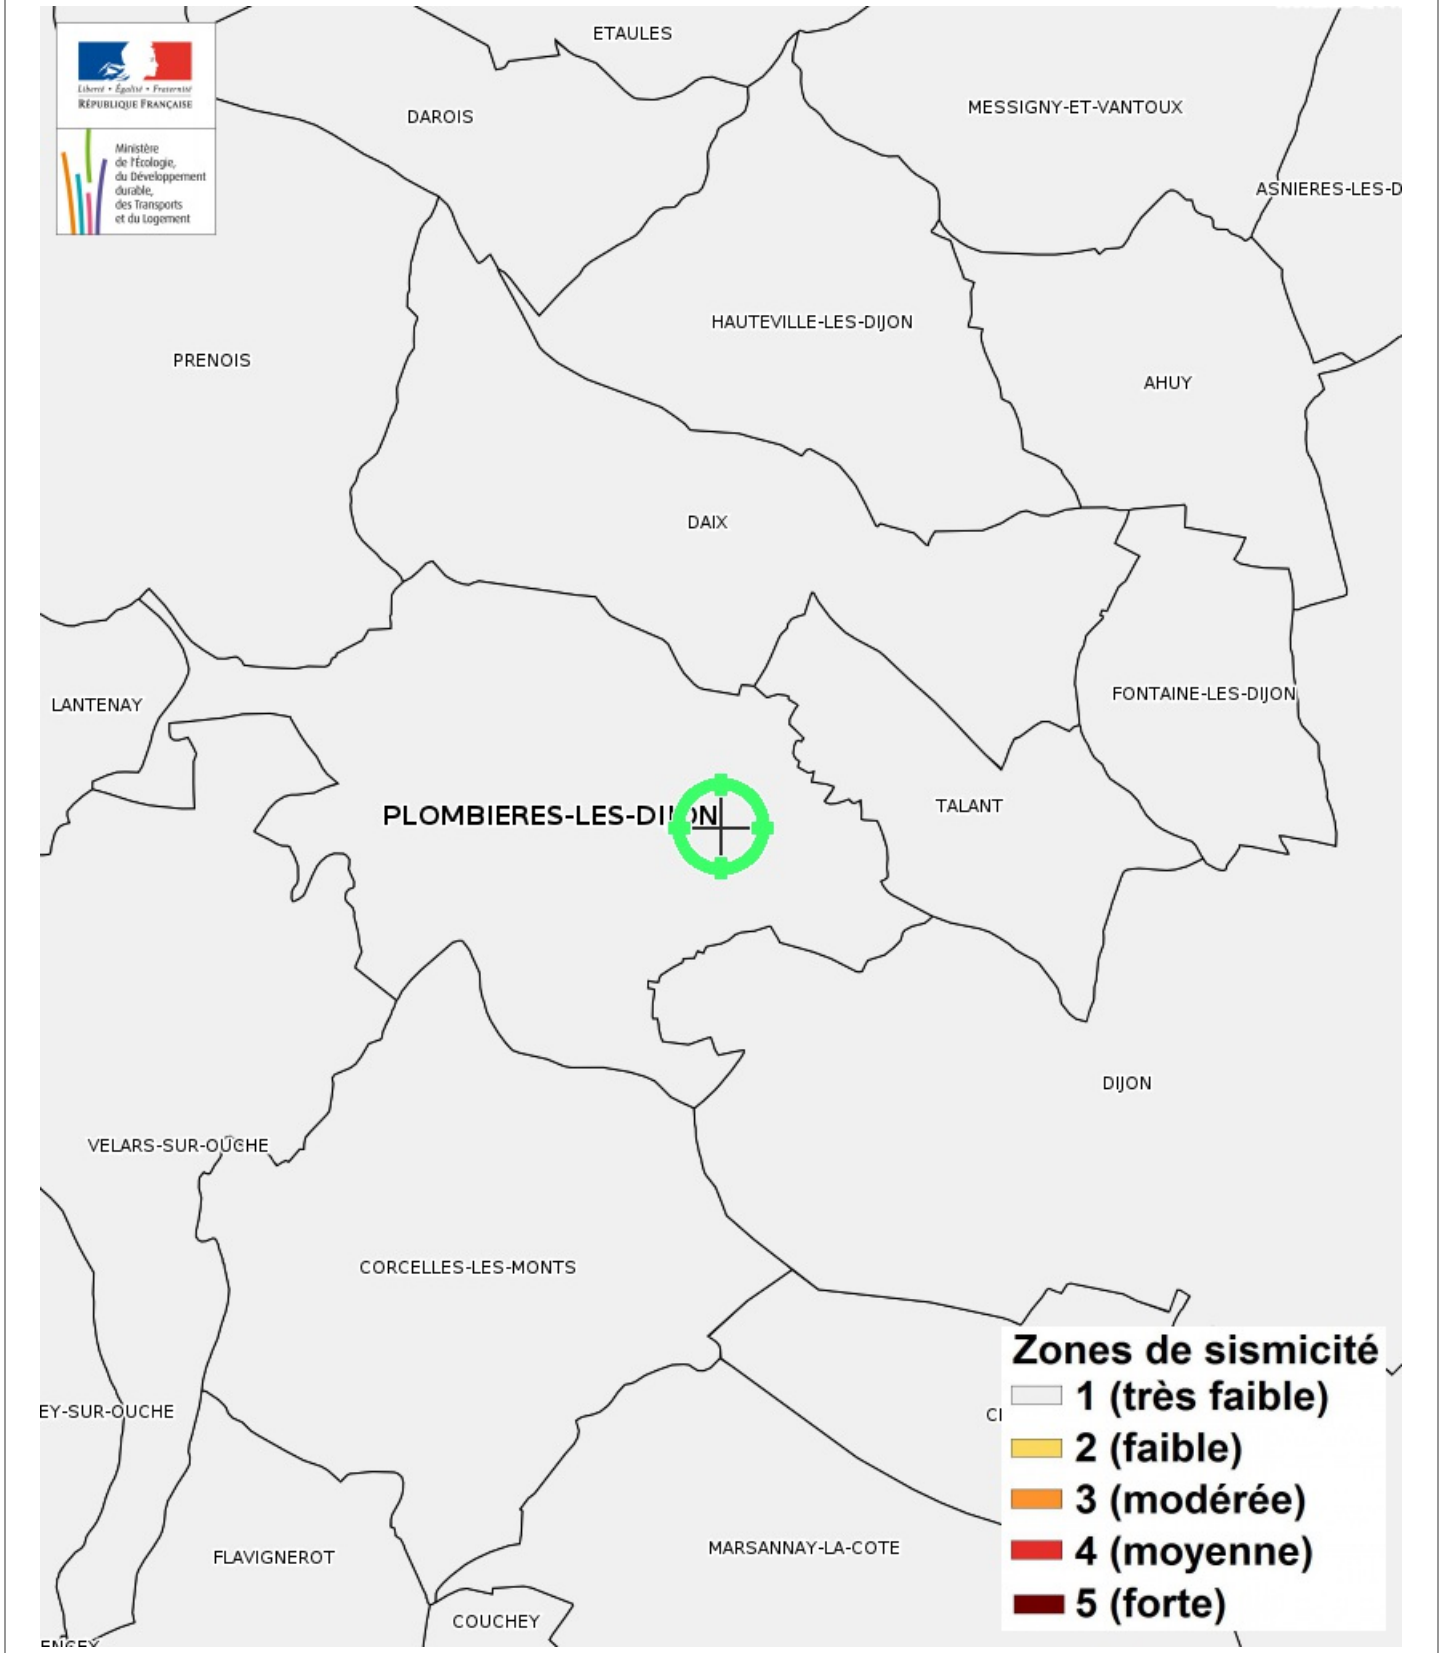 ETAULES
Liberté • Égalité • Fraternité
RÉPUBLIQUE FRANÇAISE
DAROIS
MESSIGNY-ET-VANTOUX
Ministère
de l'Écologie,
du Développement
durable,
des Transports
et du Logement
ASNIERES-LES-D
HAUTEVILLE-LES-DIJON
PRENOIS
AHUY
DAIX
LANTENAY
FONTAINE-LES-DIJON
PLOMBIERES-LES-DIJON
TALANT
DIJON
VELARS-SUR-OUCHE
CORCELLES-LES-MONTS
Zones de sismicité
1 (très faible)
EY-SUR-OUCHE
2 (faible)
3 (modérée)
FLAVIGNEROT
MARSANNAY-LA-COTE
4 (moyenne)
5 (forte)
COUCHEY